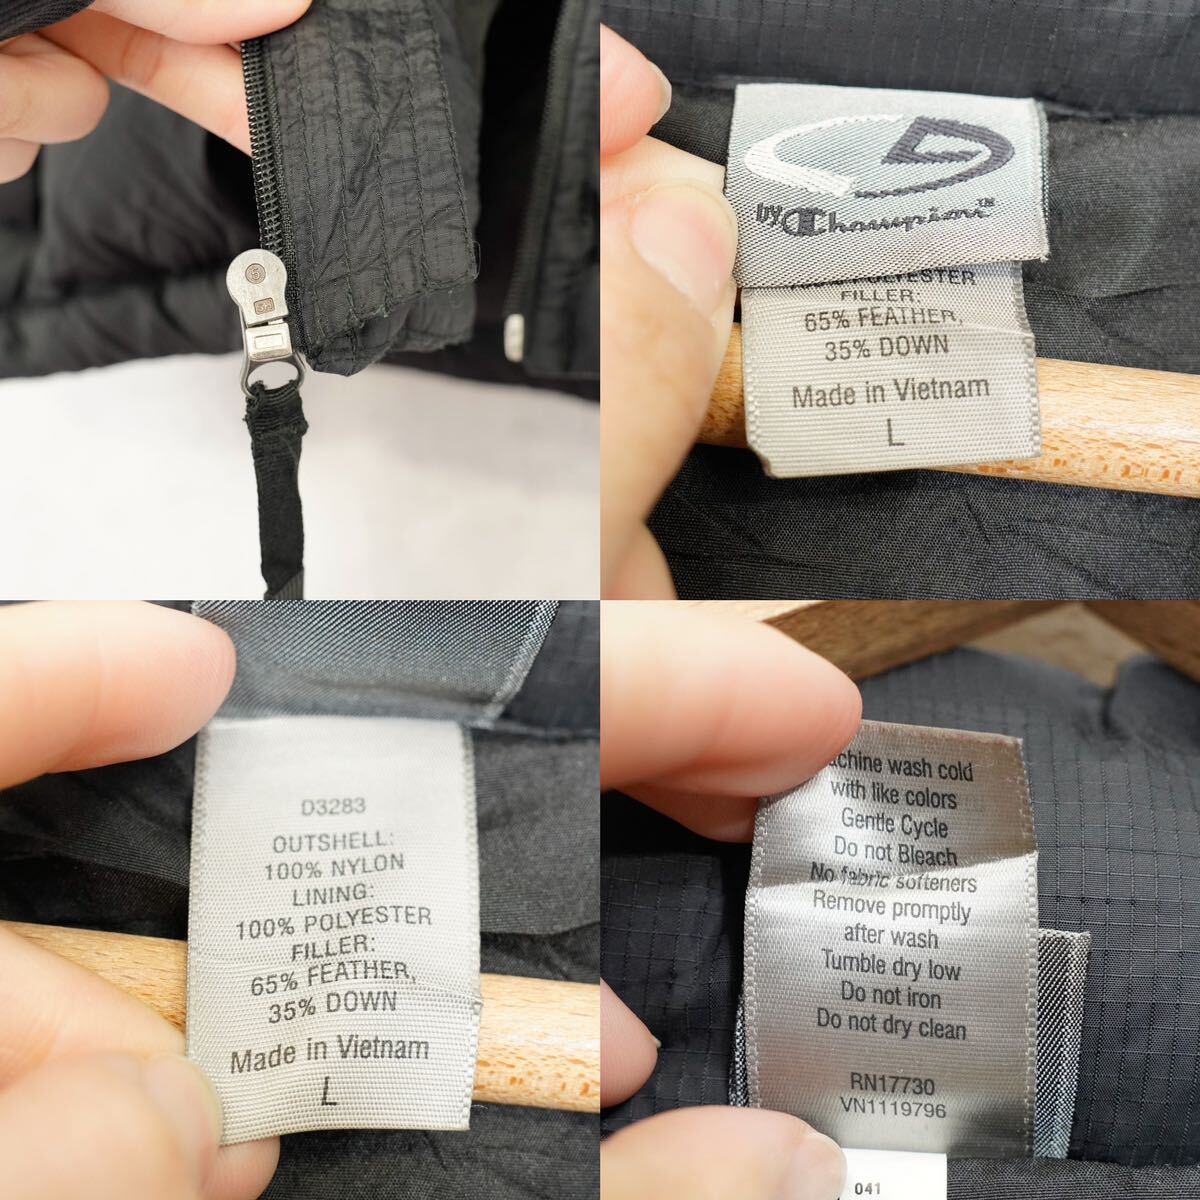 by Champion™
POLYESTER
FILLER:
65% FEATHER,
35% DOWN
Made in Vietnam
L
D3283
OUTSHELL:
100% NYLON
LINING:
100% POLYESTER
FILLER:
65% FEATHER,
35% DOWN
Made in Vietnam
L
achine wash cold
with like colors
Gentle Cycle
Do not Bleach
No fabric softeners
Remove promptly
after wash
Tumble dry low
Do not iron
Do not dry clean
RN17730
VN1119796
041